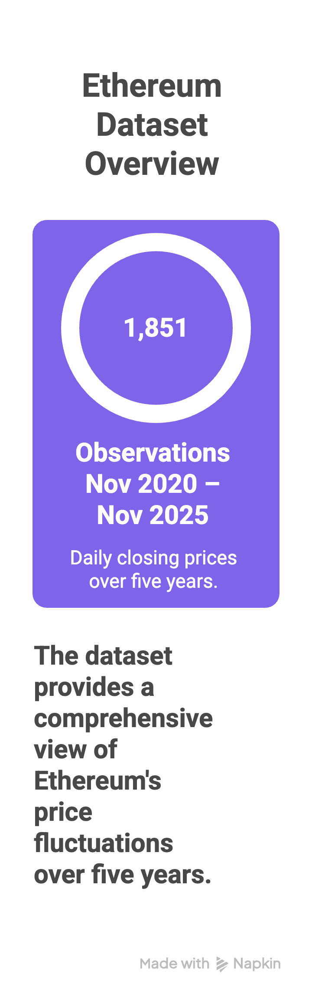 Ethereum
Dataset
Overview
1,851
Observations
Nov 2020 –
Nov 2025
Daily closing prices
over five years.
The dataset
provides a
comprehensive
view of
Ethereum's
price
fluctuations
over five years.
Made with Napkin